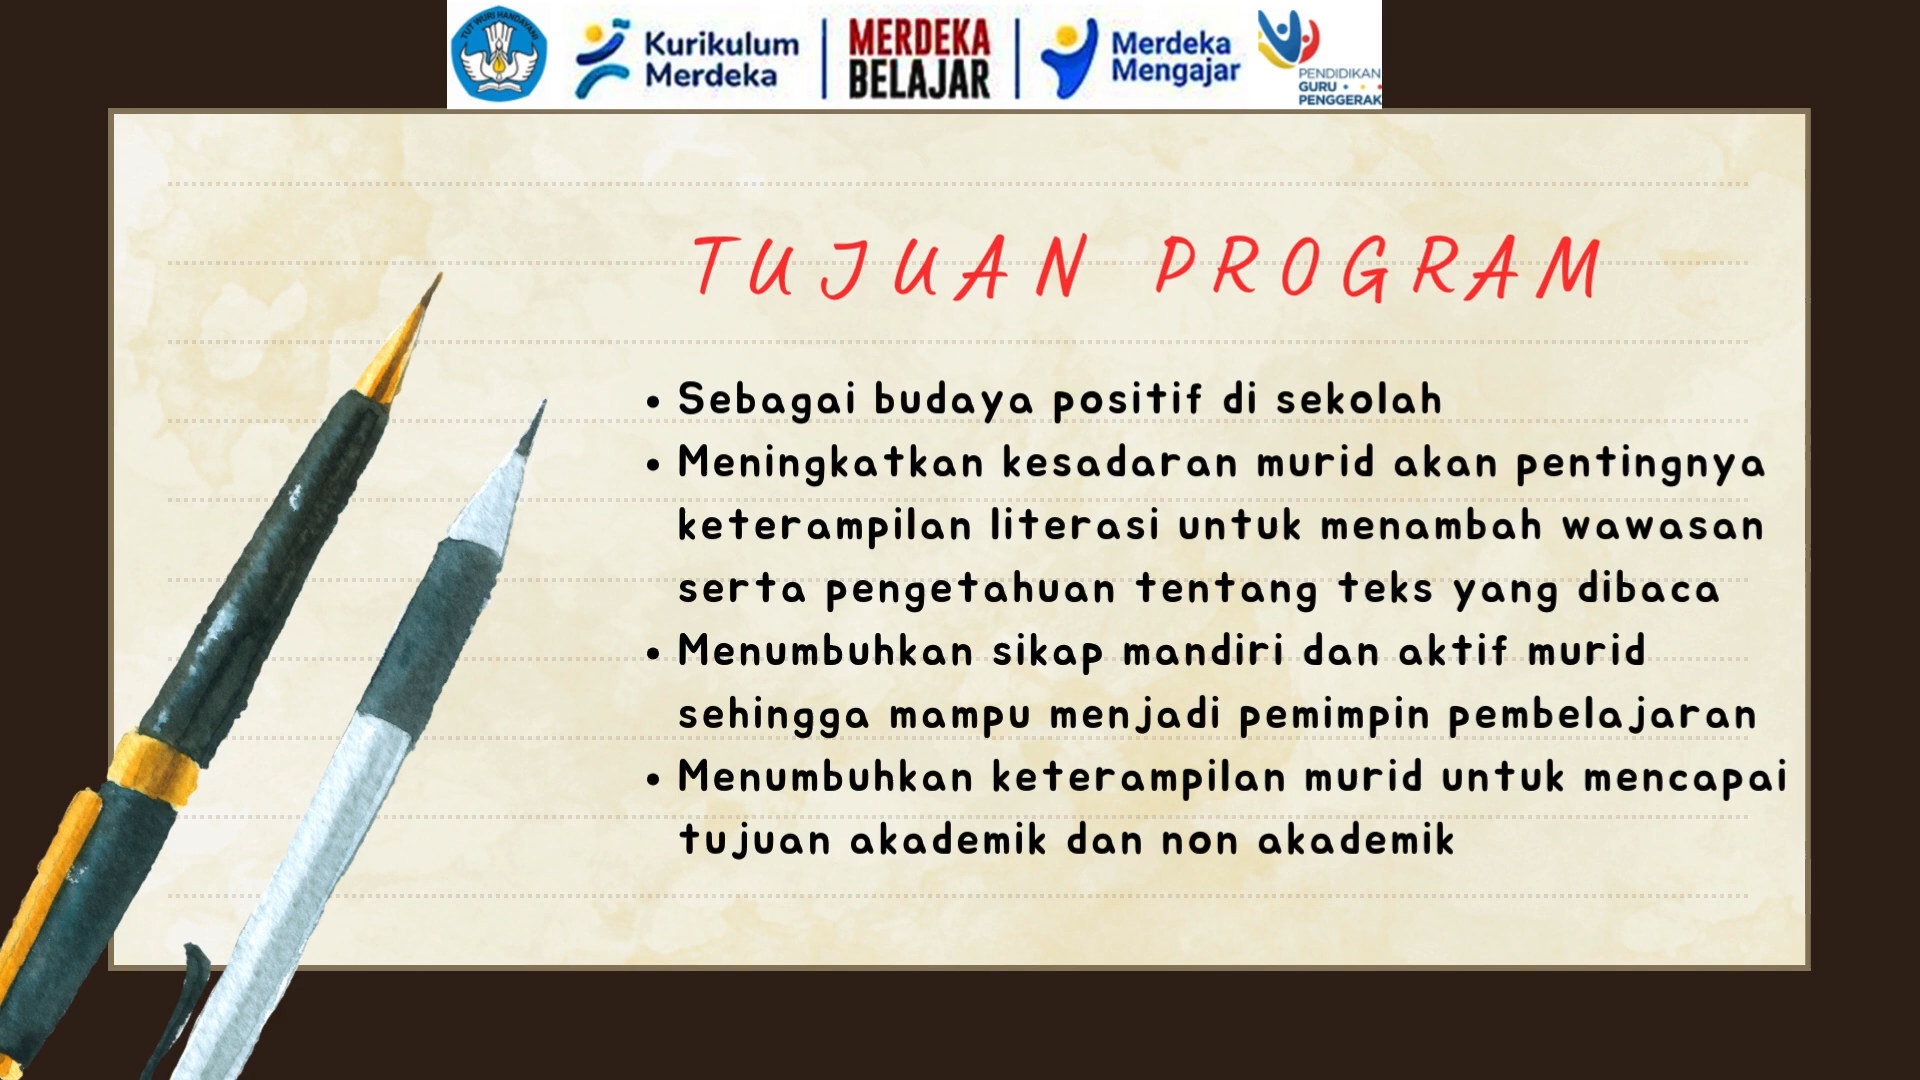 TUT WURI HANDAYANI
Kurikulum
Merdeka
MERDEKA
BELAJAR
Merdeka
Mengajar
PENDIDIKAN
GURU
PENGGERAK
TUJUAN PROGRAM
• Sebagai budaya positif di sekolah
• Meningkatkan kesadaran murid akan pentingnya
keterampilan literasi untuk menambah wawasan
serta pengetahuan tentang teks yang dibaca
• Menumbuhkan sikap mandiri dan aktif murid
sehingga mampu menjadi pemimpin pembelajaran
• Menumbuhkan keterampilan murid untuk mencapai
tujuan akademik dan non akademik